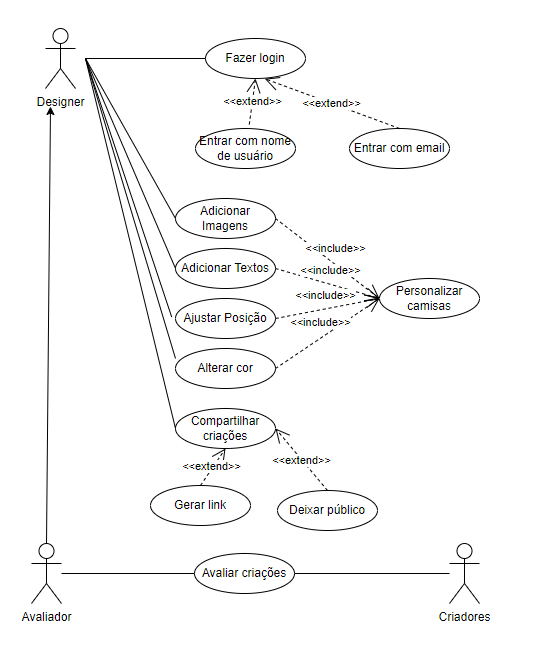 Fazer login
Designer
<<extend>>
<<extend>>
Entrar com nome
de usuário
Entrar com email
Adicionar
Imagens
<<include>>
Adicionar Textos
<<include>>
<<include>>
Personalizar
camisas
Ajustar Posição
<<include>>
Alterar cor
Compartilhar
criações
<<extend>>
<<extend>>
Gerar link
Deixar público
Avaliar criações
Avaliador
Criadores